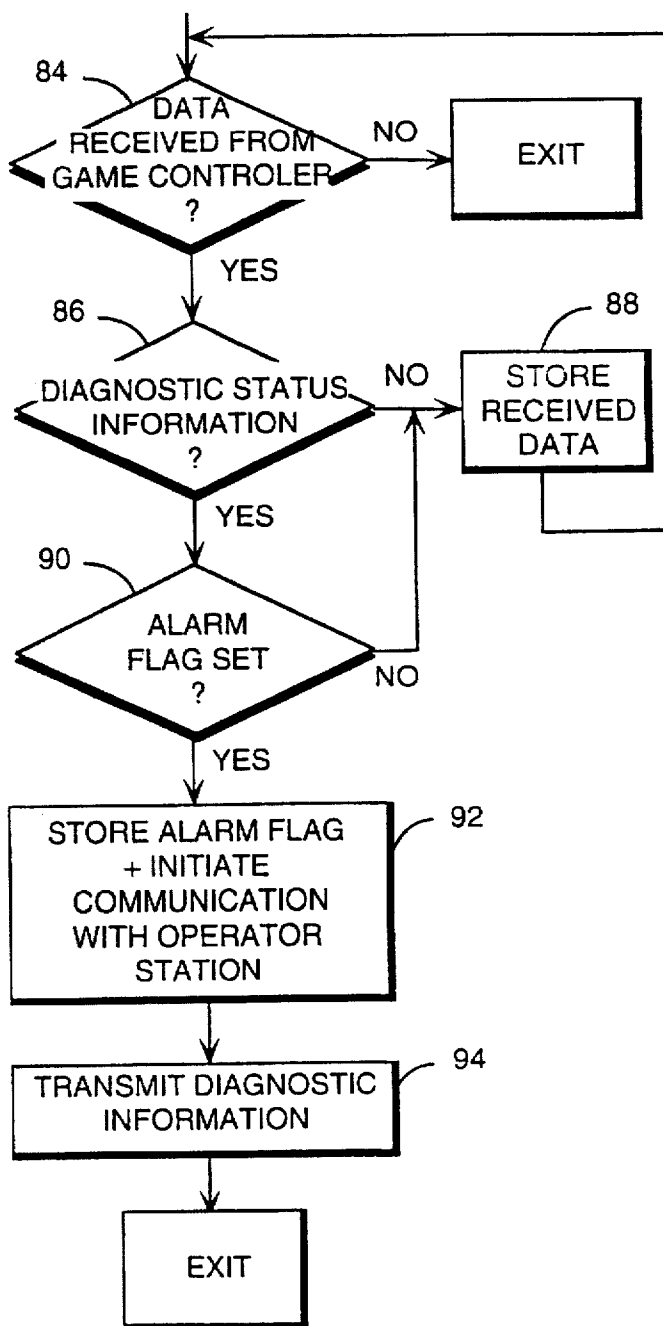 84
DATA
RECEIVED FROM
GAME CONTROLER
?
NO
EXIT
YES
86
DIAGNOSTIC STATUS
INFORMATION
?
NO
88
STORE
RECEIVED
DATA
YES
90
ALARM
FLAG SET
?
NO
YES
STORE ALARM FLAG
+ INITIATE
COMMUNICATION
WITH OPERATOR
STATION
92
TRANSMIT DIAGNOSTIC
INFORMATION
94
EXIT